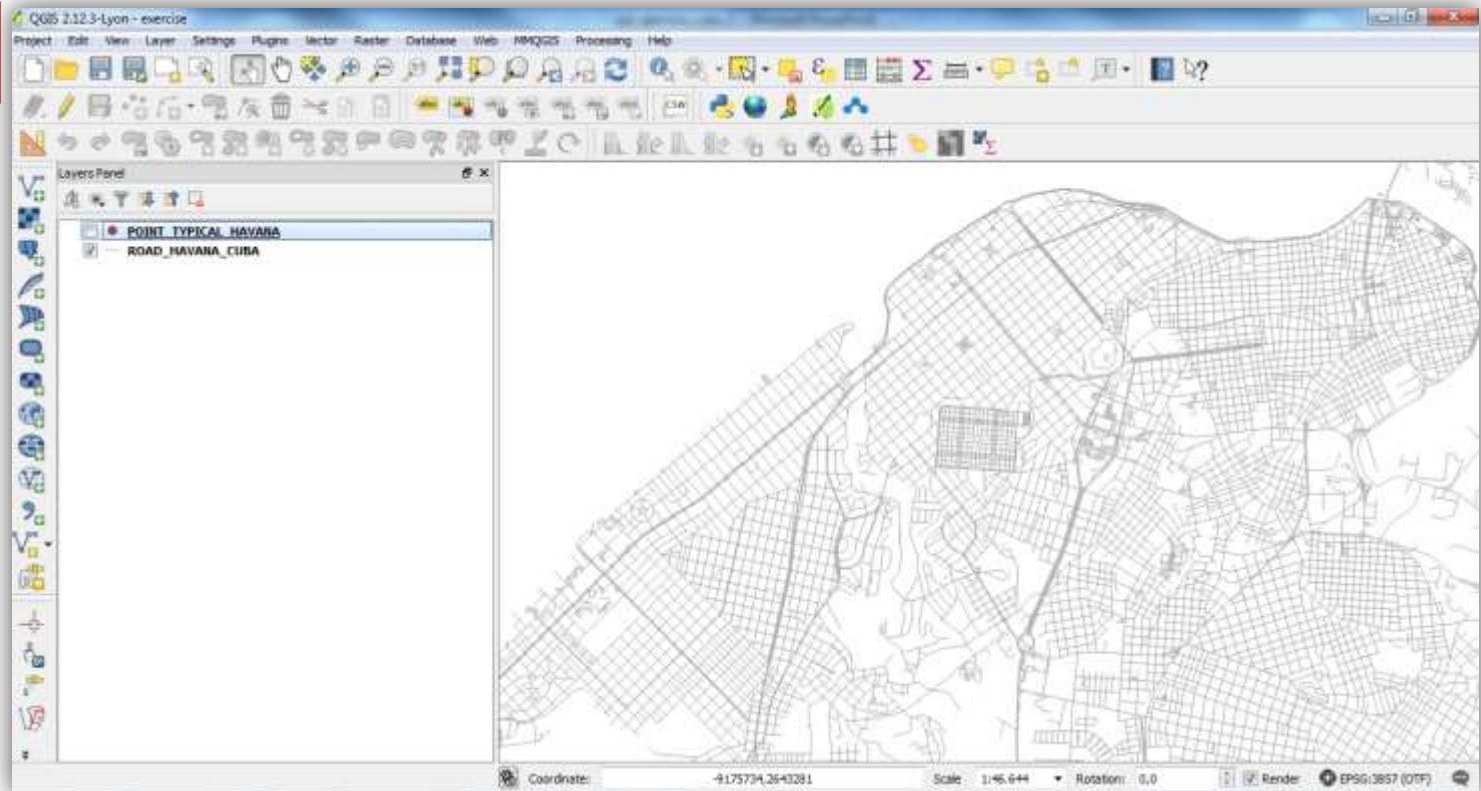 QGIS 2.12.3-Lyon - exercise
Project Edit View Layer Settings Plugins Vector Raster Database Web MMQGIS Processing Help
CSW
Layers Panel
POINT_TYPICAL_HAVANA
ROAD_HAVANA_CUBA
Coordinate: -9175734,2643281 Scale 1:46.644 Rotation: 0,0 Render EPSG:3857 (OTF)